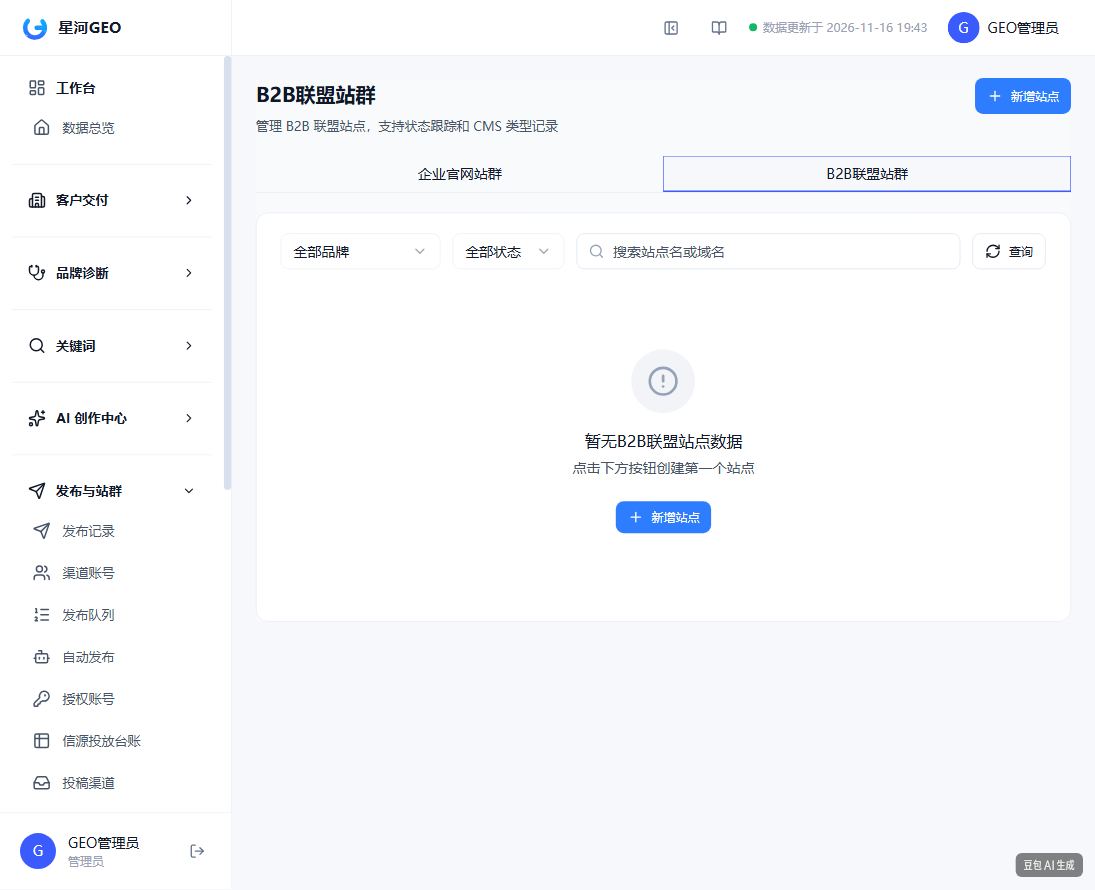 星河GEO
数据更新于 2026-11-16 19:43
G
GEO管理员
工作台
数据总览
客户交付
品牌诊断
关键词
AI 创作中心
发布与站群
发布记录
渠道账号
发布队列
自动发布
授权账号
信源投放台账
投稿渠道
G
GEO管理员
管理员
B2B联盟站群
新增站点
管理 B2B 联盟站点，支持状态跟踪和 CMS 类型记录
企业官网站群
B2B联盟站群
全部品牌
全部状态
搜索站点名或域名
查询
暂无B2B联盟站点数据
点击下方按钮创建第一个站点
新增站点
豆包 AI 生成